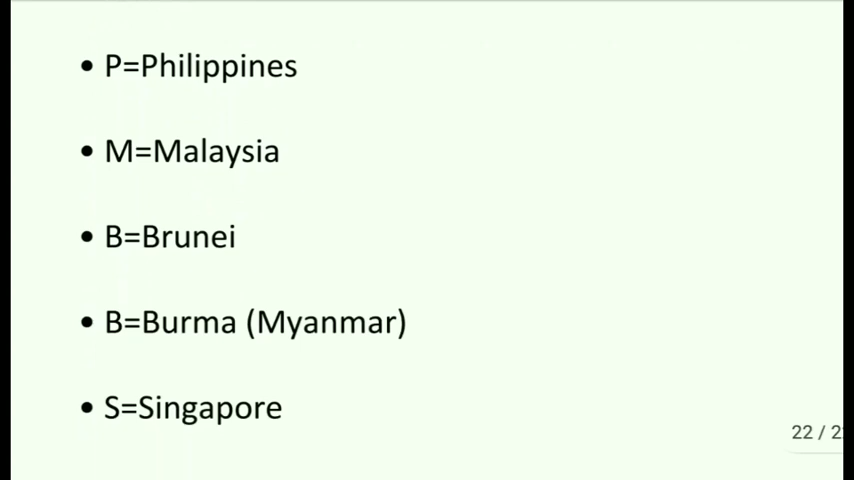 • P=Philippines
• M=Malaysia
• B=Brunei
• B=Burma (Myanmar)
• S=Singapore
22 / 2